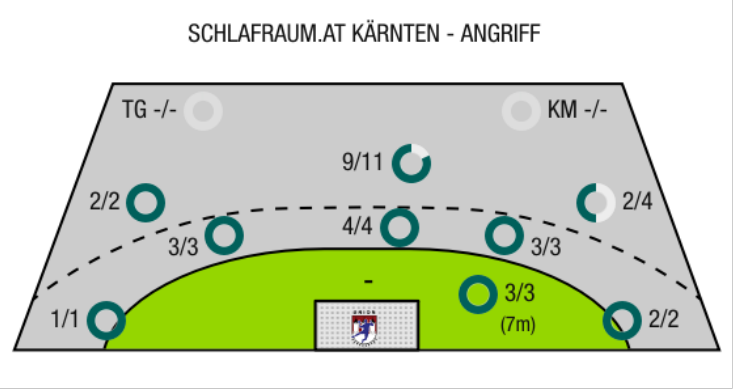 SCHLAFRAUM.AT KÄRNTEN - ANGRIFF
TG -/-
KM -/-
9/11
2/2
2/4
4/4
3/3
3/3
-
3/3
(7m)
1/1
2/2
UNION